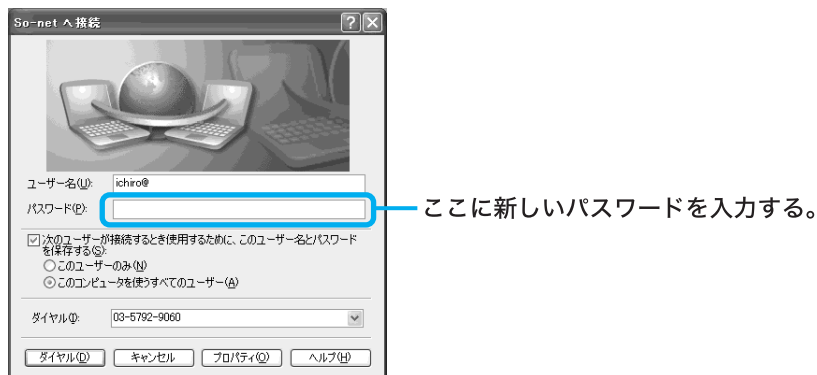 So-net へ接続
ユーザー名(U):
ichiro@
パスワード(P):
ここに新しいパスワードを入力する。
次のユーザーが接続するとき使用するために、このユーザー名とパスワード
を保存する(S):
このユーザーのみ(N)
このコンピュータを使うすべてのユーザー(A)
ダイヤル(I):
03-5792-9060
ダイヤル(D)
キャンセル
プロパティ(O)
ヘルプ(H)